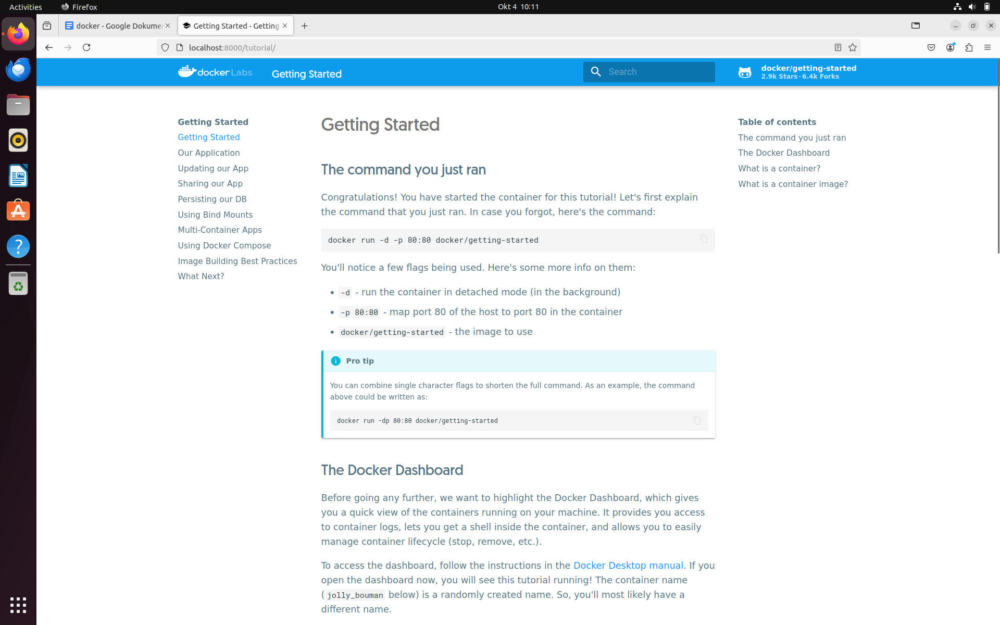 Activities
Firefox
Okt 4 10:11
docker - Google Dokume
Getting Started - Getting
localhost:8000/tutorial/
docker Labs
Getting Started
Search
docker/getting-started
2.9k Stars · 6.4k Forks
Getting Started
Getting Started
Our Application
Updating our App
Sharing our App
Persisting our DB
Using Bind Mounts
Multi-Container Apps
Using Docker Compose
Image Building Best Practices
What Next?
Getting Started
The command you just ran
Congratulations! You have started the container for this tutorial! Let's first explain
the command that you just ran. In case you forgot, here's the command:
docker run -d -p 80:80 docker/getting-started
You'll notice a few flags being used. Here's some more info on them:
• -d - run the container in detached mode (in the background)
• -p 80:80 - map port 80 of the host to port 80 in the container
• docker/getting-started - the image to use
Pro tip
You can combine single character flags to shorten the full command. As an example, the command
above could be written as:
docker run -dp 80:80 docker/getting-started
The Docker Dashboard
Before going any further, we want to highlight the Docker Dashboard, which gives
you a quick view of the containers running on your machine. It provides you access
to container logs, lets you get a shell inside the container, and allows you to easily
manage container lifecycle (stop, remove, etc.).
To access the dashboard, follow the instructions in the Docker Desktop manual. If you
open the dashboard now, you will see this tutorial running! The container name
(jolly_bouman below) is a randomly created name. So, you'll most likely have a
different name.
Table of contents
The command you just ran
The Docker Dashboard
What is a container?
What is a container image?